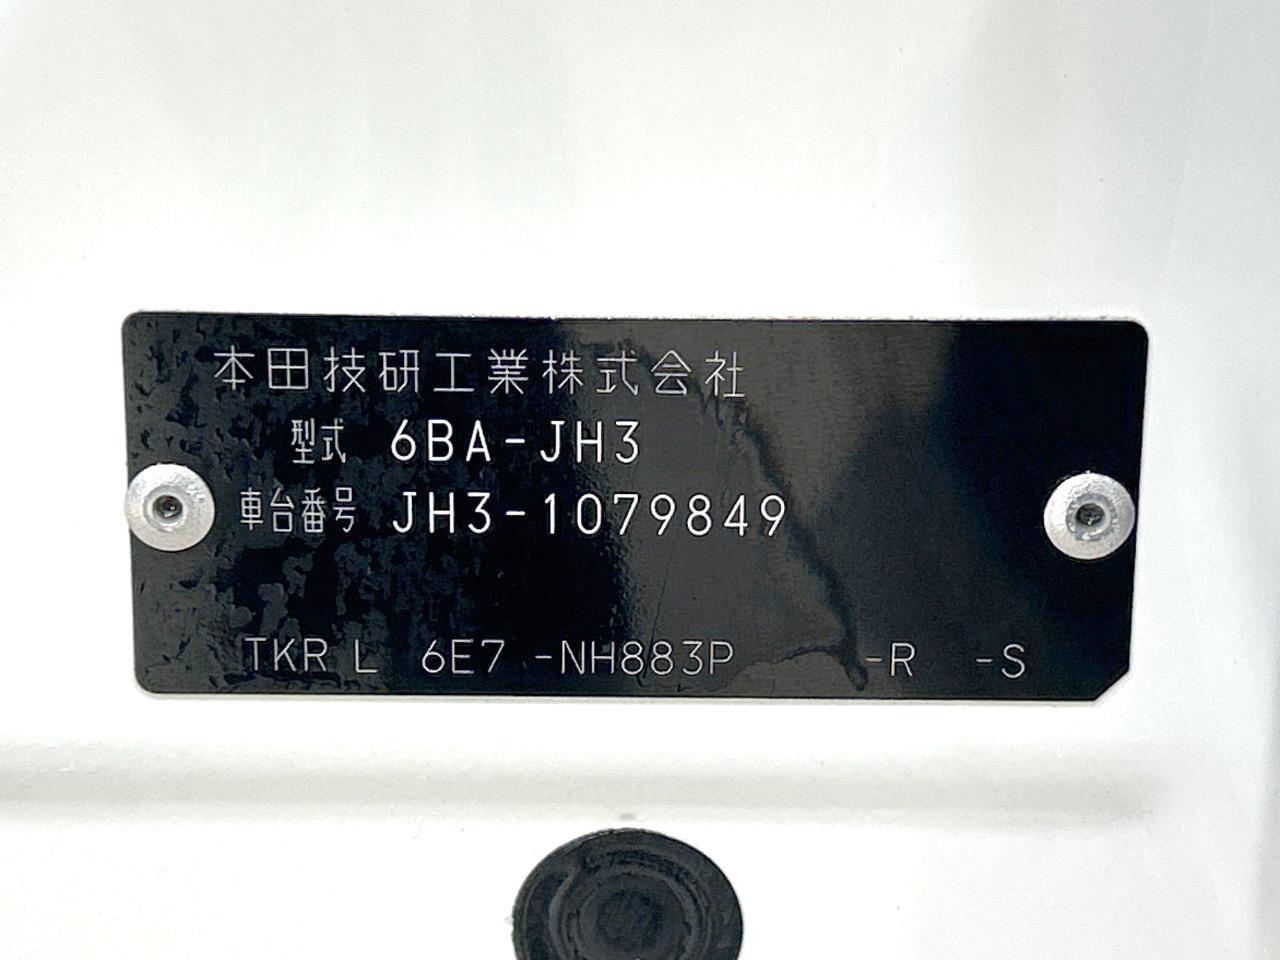 本田技研工業株式会社
型式 6BA-JH3
車台番号 JH3-1079849
TKR L 6E7 -NH883P -R -S